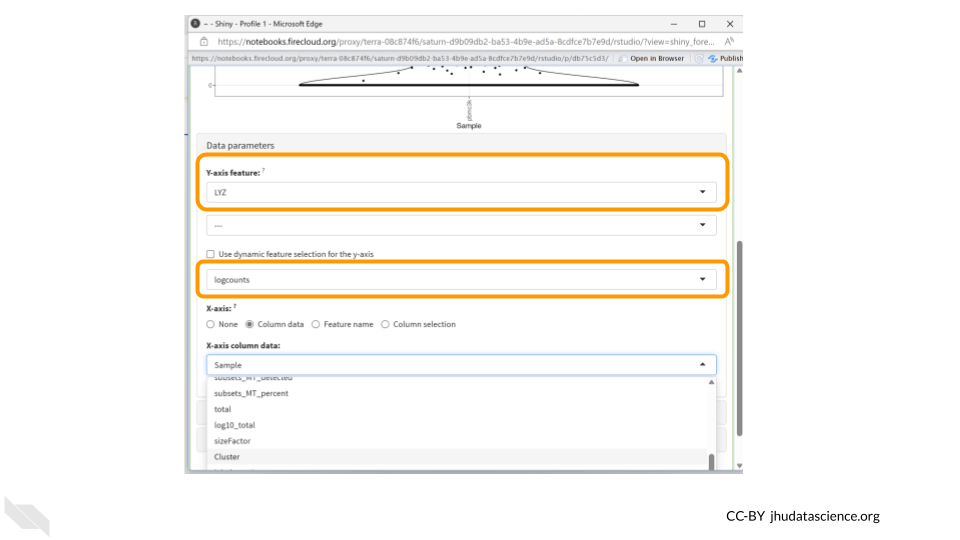 – - Shiny - Profile 1 - Microsoft Edge
https://notebooks.firecloud.org/proxy/terra-08c874f6/saturn-d9b09db2-ba53-4b9e-ad5a-8cdfce7b7e9d/rstudio/?view=shiny_fore...
https://notebooks.firecloud.org/proxy/terra-08c874f6/saturn-d9b09db2-ba53-4b9e-ad5a-8cdfce7b7e9d/rstudio/p/db75c5d3/ Open in Browser Publish
0
pbmc3k
Sample
Data parameters
Y-axis feature: ?
LYZ
---
Use dynamic feature selection for the y-axis
logcounts
X-axis: ?
None Column data Feature name Column selection
X-axis column data:
Sample
subsets_MT_detected
subsets_MT_percent
total
log10_total
sizeFactor
Cluster
CC-BY jhudatascience.org